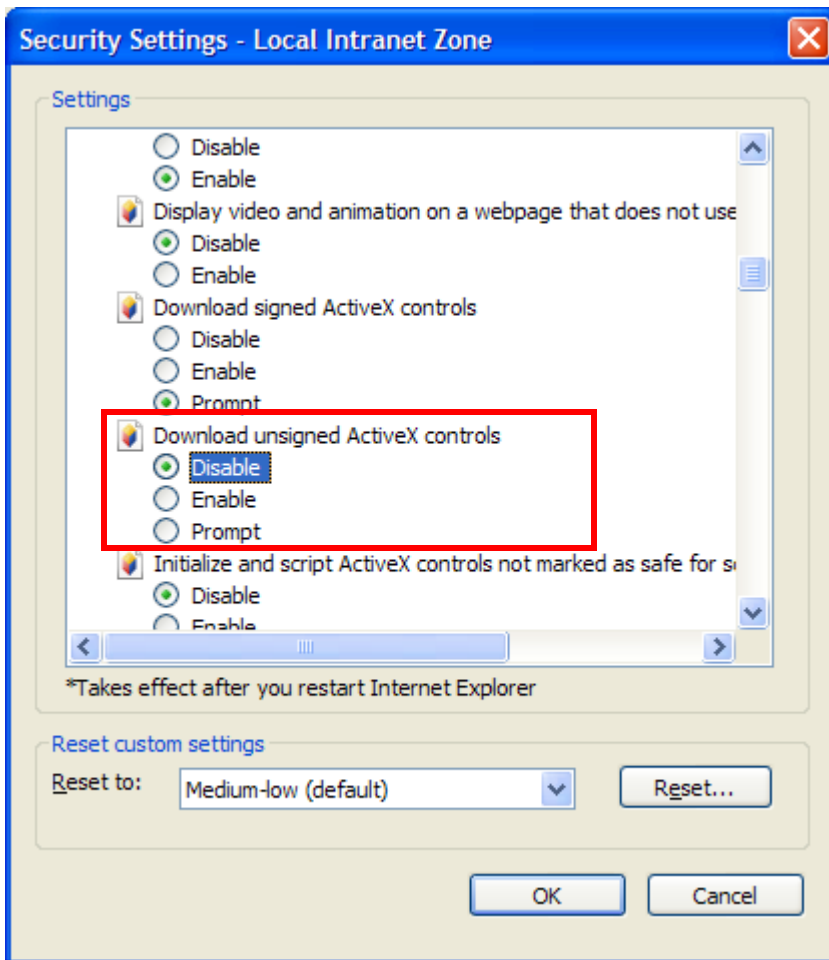 Security Settings - Local Intranet Zone
Settings
Disable
Enable
Display video and animation on a webpage that does not use
Disable
Enable
Download signed ActiveX controls
Disable
Enable
Prompt
Download unsigned ActiveX controls
Disable
Enable
Prompt
Initialize and script ActiveX controls not marked as safe for
Disable
Enable
*Takes effect after you restart Internet Explorer
Reset custom settings
Reset to: Medium-low (default) Reset...
OK Cancel